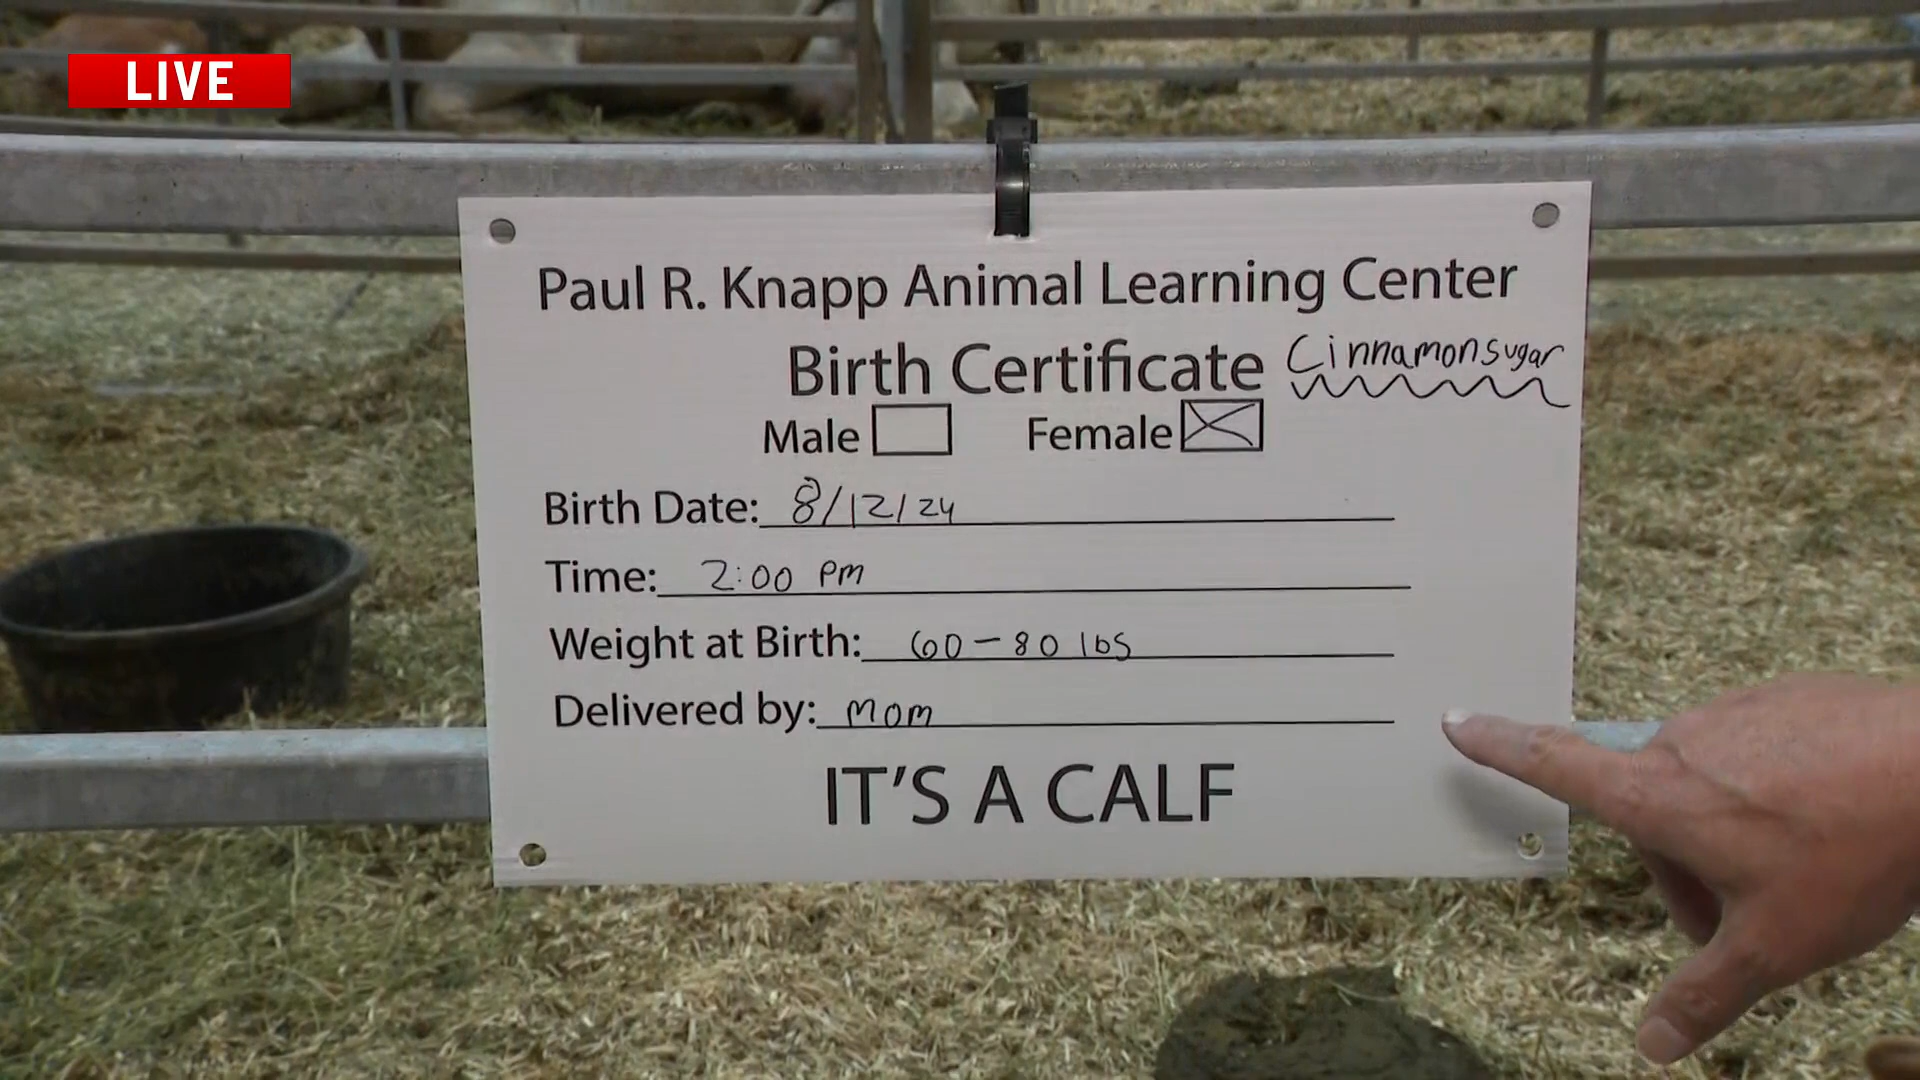 LIVE
Paul R. Knapp Animal Learning Center
Birth Certificate Cinnamonsugar
Male Female
Birth Date: 8/12/24
Time: 2:00 PM
Weight at Birth: 60-80 lbs
Delivered by: Mom
IT'S A CALF